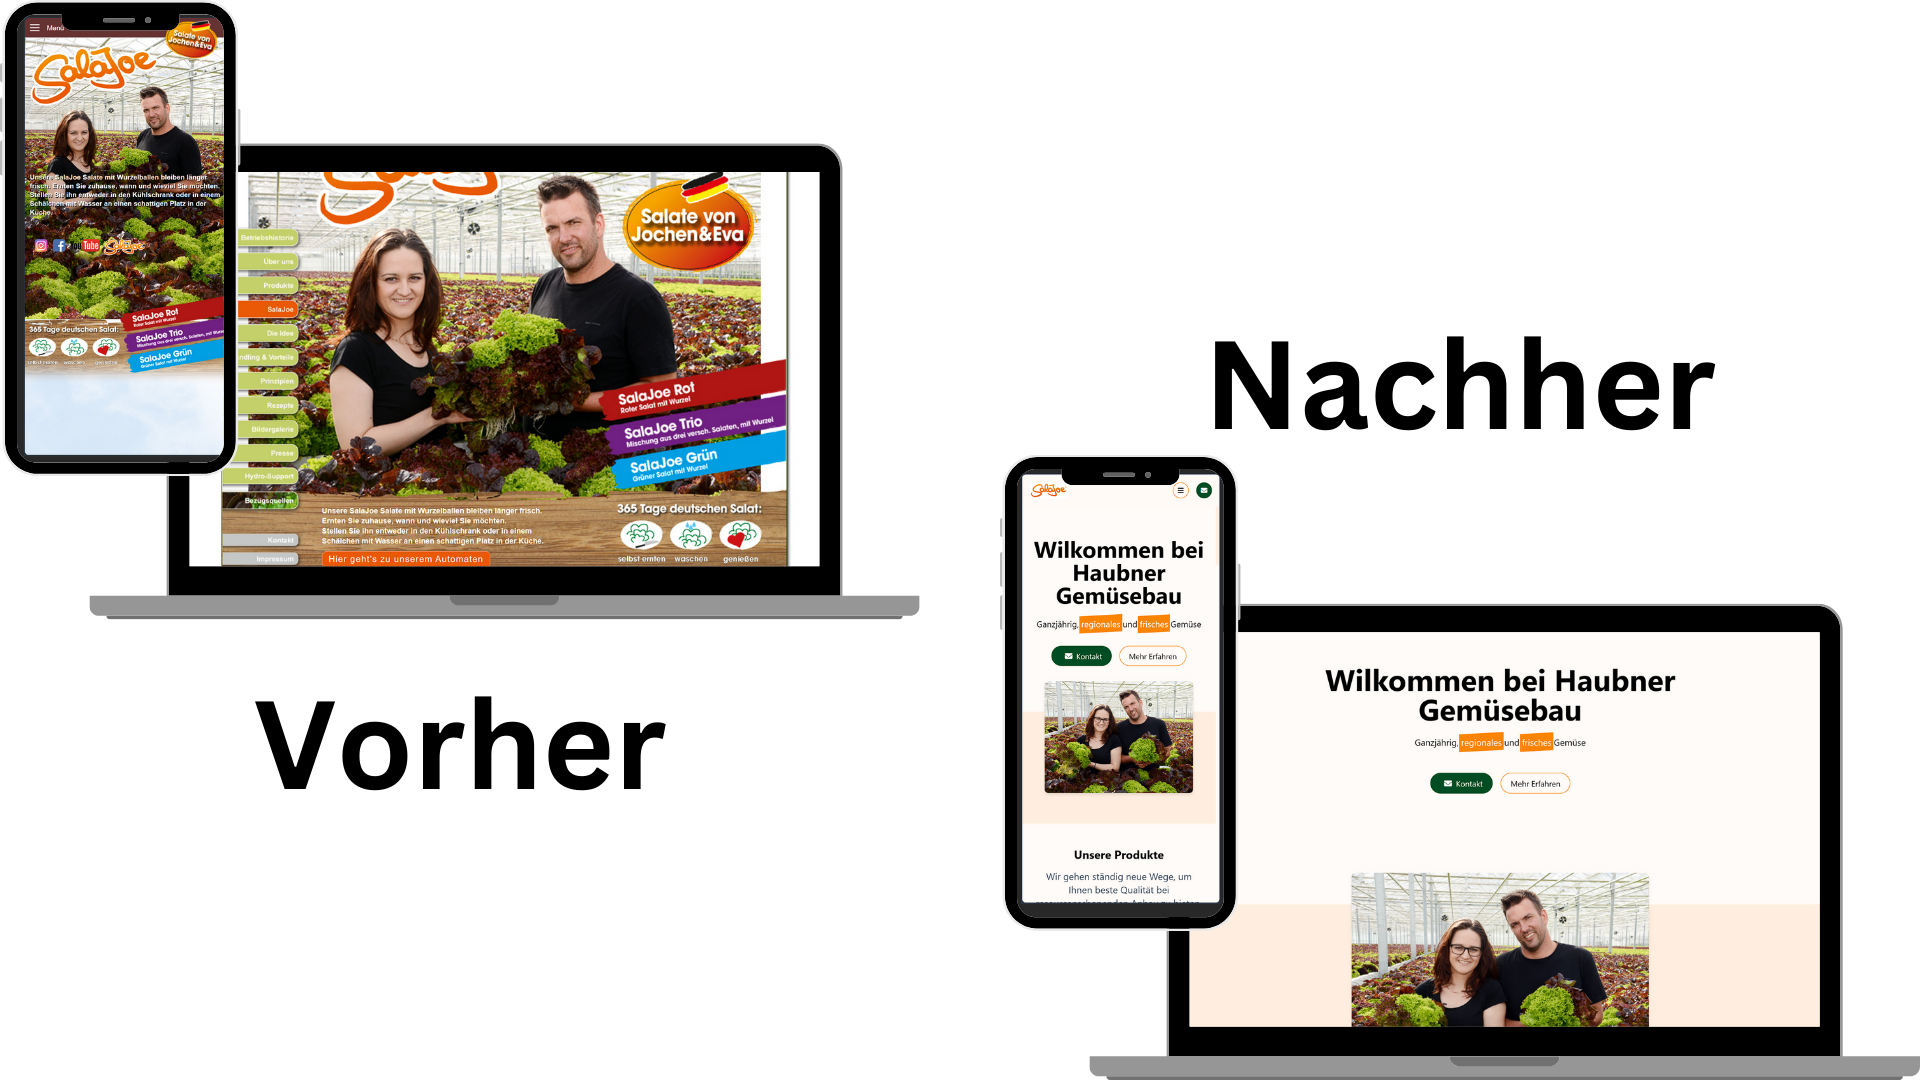 Menü
SalaJoe
Salate von
Jochen&Eva
Unsere SalaJoe Salate mit Wurzelballen bleiben länger
frisch. Ernten Sie zuhause, wann und wieviel Sie möchten.
Stellen Sie ihn entweder in den Kühlschrank oder in einem
Schälchen mit Wasser an einen schattigen Platz in der
Küche.
YouTube
SalaJoe
SalaJoe Rot
Roter Salat mit Wurzel
SalaJoe Trio
Mischung aus drei versch. Salaten, mit Wurzel
SalaJoe Grün
Grüner Salat mit Wurzel
365 Tage deutschen Salat:
selbst ernten waschen genießen
Salate von
Jochen&Eva
Betriebshistorie
Über uns
Produkte
SalaJoe
Die Idee
ndling & Vorteile
Prinzipien
Rezepte
Bildergalerie
Presse
Hydro-Support
Bezugsquellen
Kontakt
Impressum
SalaJoe Rot
Roter Salat mit Wurzel
SalaJoe Trio
Mischung aus drei versch. Salaten, mit Wurzel
SalaJoe Grün
Grüner Salat mit Wurzel
Unsere SalaJoe Salate mit Wurzelballen bleiben länger frisch.
Ernten Sie zuhause, wann und wieviel Sie möchten.
Stellen Sie ihn entweder in den Kühlschrank oder in einem
Schälchen mit Wasser an einen schattigen Platz in der Küche.
Hier geht's zu unserem Automaten
365 Tage deutschen Salat:
selbst ernten waschen genießen
Vorher
Nachher
SalaJoe
Wilkommen bei
Haubner
Gemüsebau
Ganzjährig, regionales und frisches Gemüse
Kontakt Mehr Erfahren
Unsere Produkte
Wir gehen ständig neue Wege, um
Ihnen beste Qualität bei
Wilkommen bei Haubner
Gemüsebau
Ganzjährig, regionales und frisches Gemüse
Kontakt Mehr Erfahren